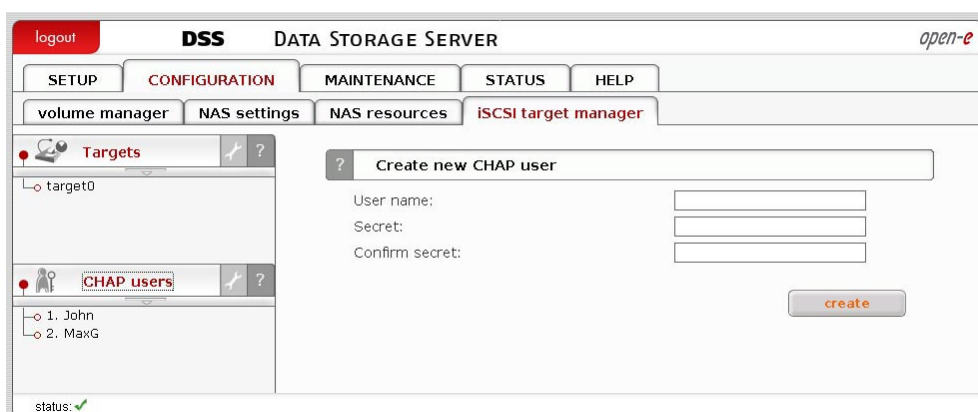 logout DSS DATA STORAGE SERVER open-e
SETUP CONFIGURATION MAINTENANCE STATUS HELP
volume manager NAS settings NAS resources iSCSI target manager
Targets ?
target0
CHAP users ?
1. John
2. MaxG
? Create new CHAP user
User name:
Secret:
Confirm secret:
create
status: